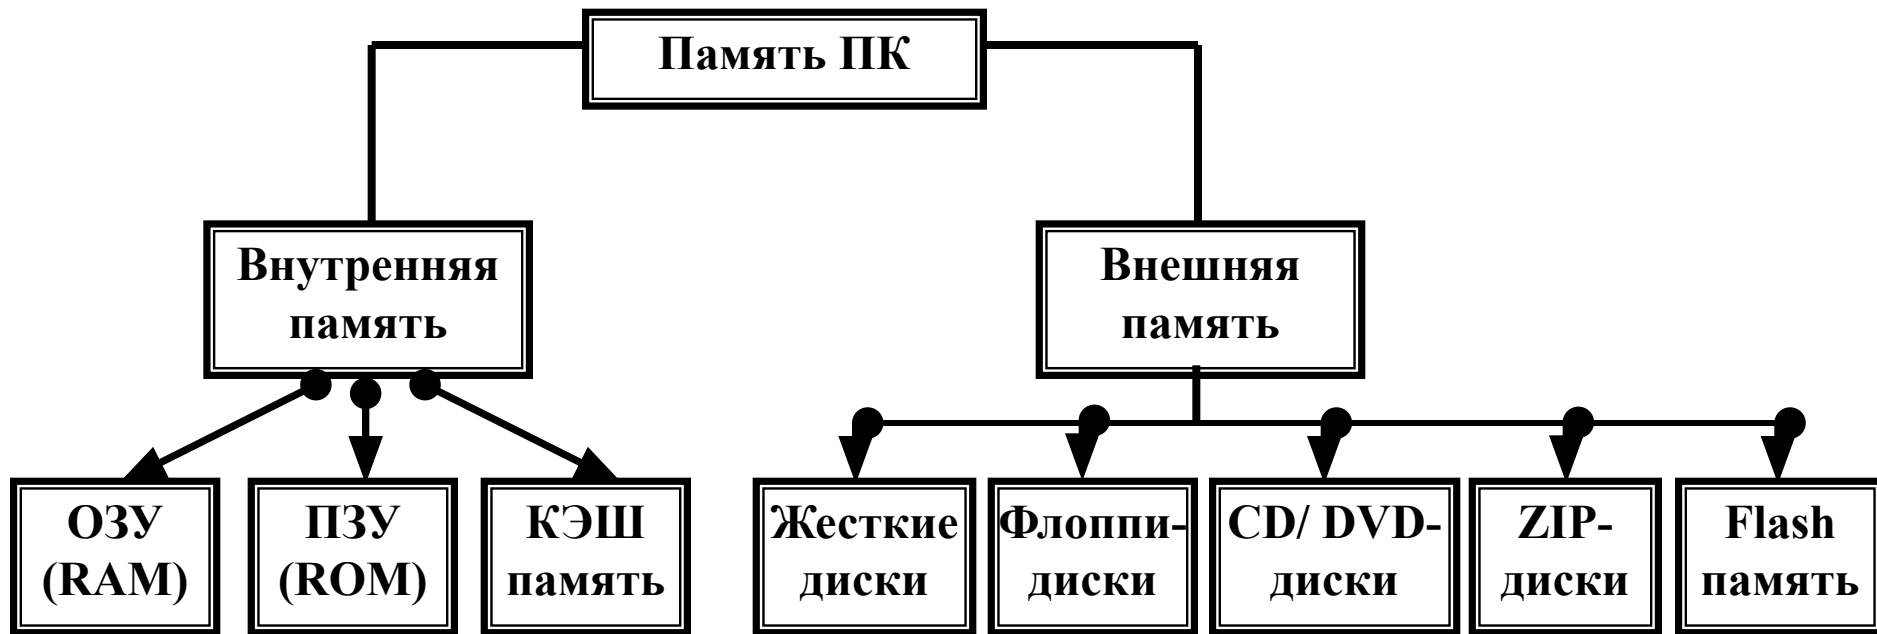 Память ПК
Внутренняя
память
Внешняя
память
ОЗУ
(RAM)
ПЗУ
(ROM)
КЭШ
память
Жесткие
диски
Флоппи-
диски
CD/ DVD-
диски
ZIP-
диски
Flash
память